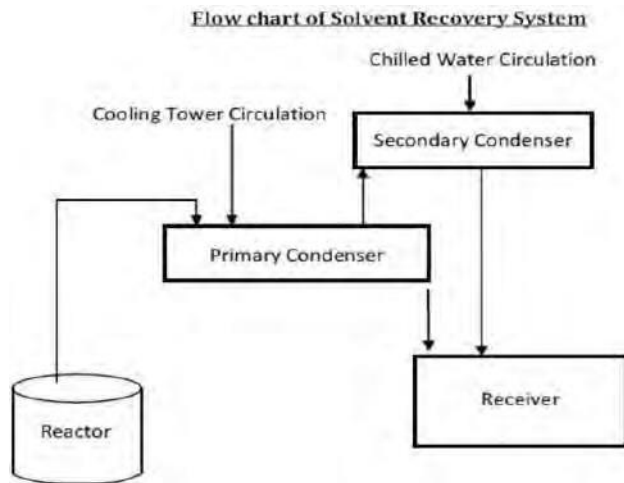 Flow chart of Solvent Recovery System
Chilled Water Circulation
Cooling Tower Circulation
Secondary Condenser
Primary Condenser
Receiver
Reactor